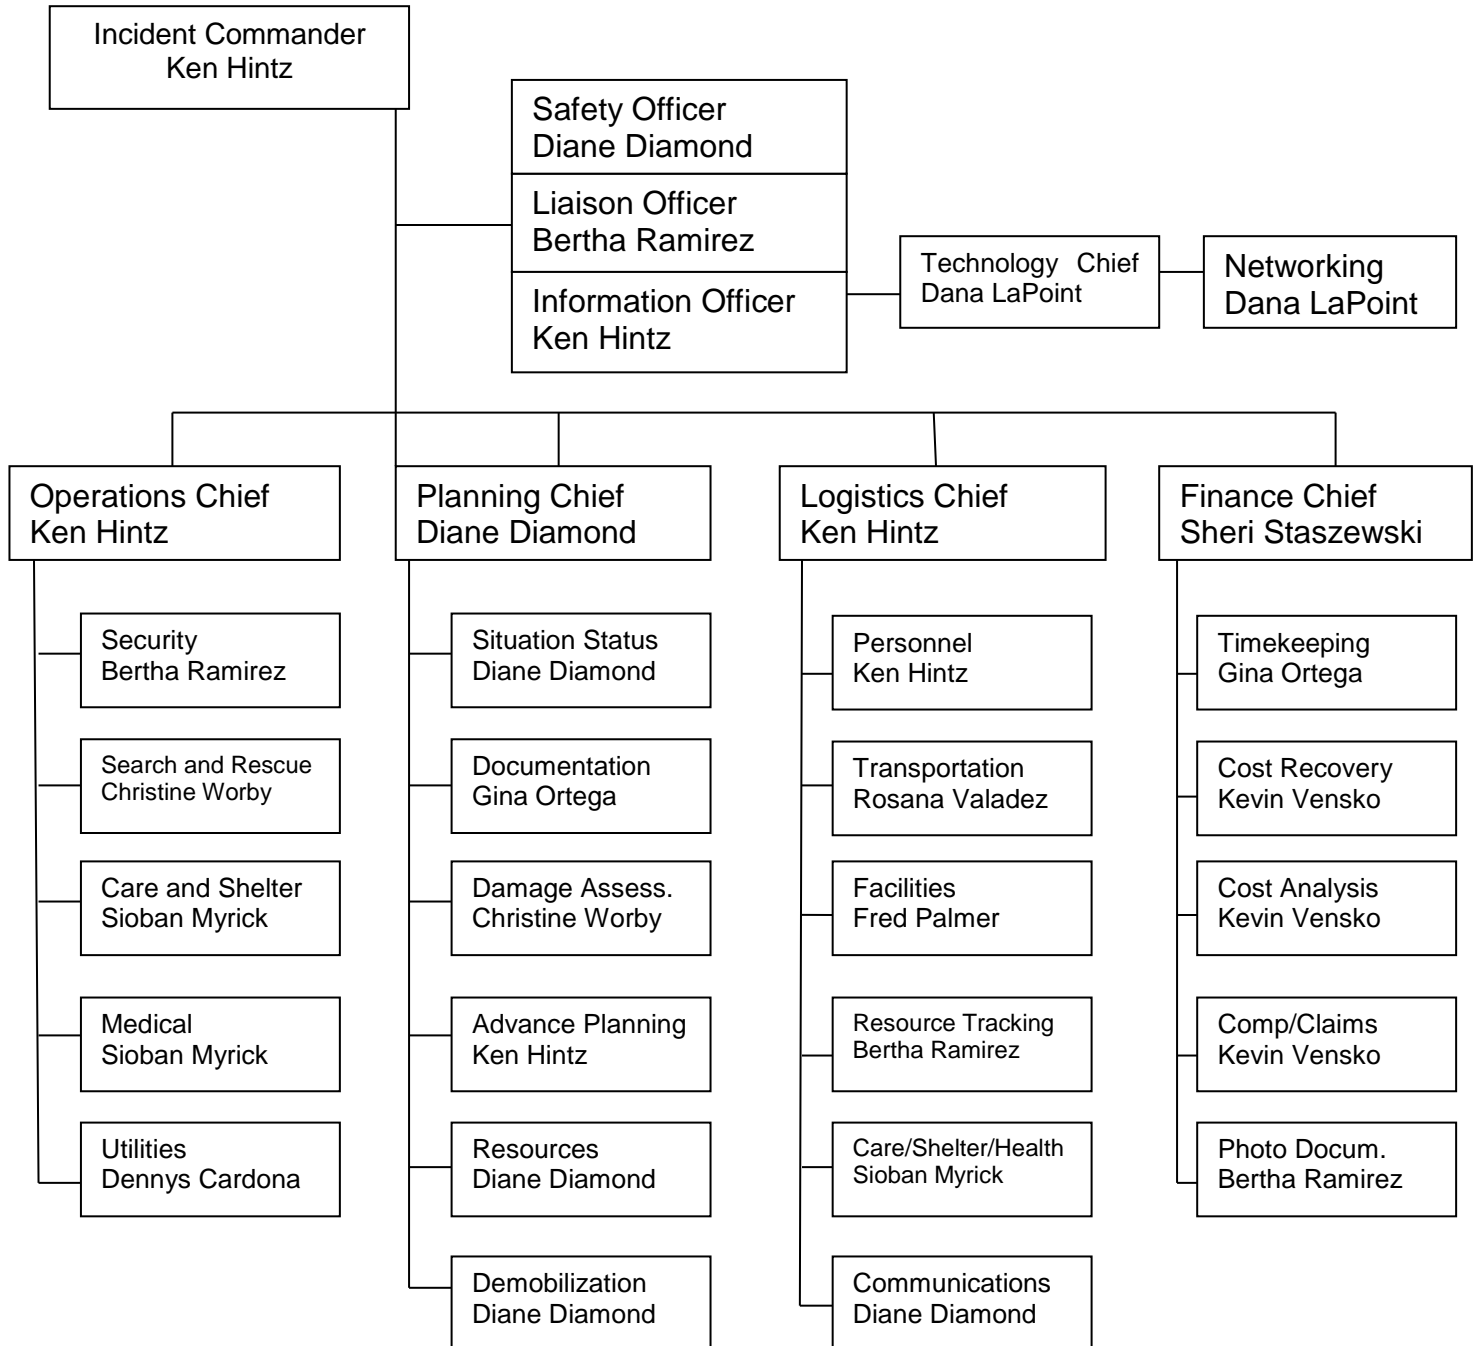 Incident Commander
Ken Hintz
Safety Officer
Diane Diamond
Liaison Officer
Bertha Ramirez
Information Officer
Ken Hintz
Technology Chief
Dana LaPoint
Networking
Dana LaPoint
Operations Chief
Ken Hintz
Security
Bertha Ramirez
Search and Rescue
Christine Worby
Care and Shelter
Sioban Myrick
Medical
Sioban Myrick
Utilities
Dennys Cardona
Planning Chief
Diane Diamond
Situation Status
Diane Diamond
Documentation
Gina Ortega
Damage Assess.
Christine Worby
Advance Planning
Ken Hintz
Resources
Diane Diamond
Demobilization
Diane Diamond
Logistics Chief
Ken Hintz
Personnel
Ken Hintz
Transportation
Rosana Valadez
Facilities
Fred Palmer
Resource Tracking
Bertha Ramirez
Care/Shelter/Health
Sioban Myrick
Communications
Diane Diamond
Finance Chief
Sheri Staszewski
Timekeeping
Gina Ortega
Cost Recovery
Kevin Vensko
Cost Analysis
Kevin Vensko
Comp/Claims
Kevin Vensko
Photo Docum.
Bertha Ramirez